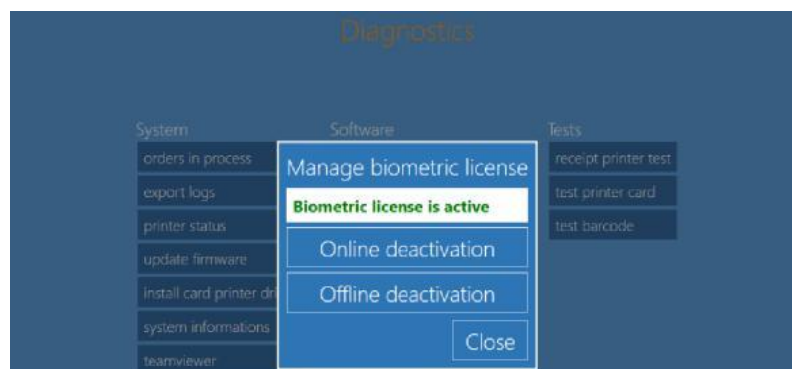 Diagnostics
System
Software
Tests
orders in process
export logs
printer status
update firmware
install card printer dri
system informations
teamviewer
Manage biometric license
Biometric license is active
Online deactivation
Offline deactivation
Close
receipt printer test
test printer card
test barcode